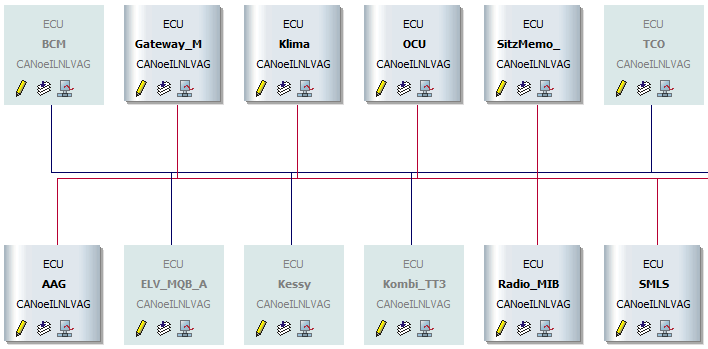 ECU
BCM
CANoeILNLVAG
ECU
Gateway_M
CANoeILNLVAG
ECU
Klima
CANoeILNLVAG
ECU
OCU
CANoeILNLVAG
ECU
SitzMemo_
CANoeILNLVAG
ECU
TCO
CANoeILNLVAG
ECU
AAG
CANoeILNLVAG
ECU
ELV_MQB_A
CANoeILNLVAG
ECU
Kessy
CANoeILNLVAG
ECU
Kombi_TT3
CANoeILNLVAG
ECU
Radio_MIB
CANoeILNLVAG
ECU
SMLS
CANoeILNLVAG